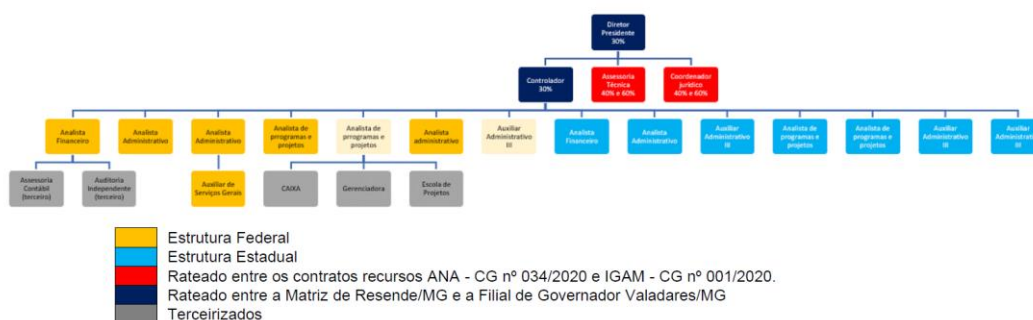 Diretor
Presidente
30%
Controlador
30%
Assessoria
Técnica
40% e 60%
Coordenador
jurídico
40% e 60%
Analista
Financeiro
Analista
Administrativo
Analista
Administrativo
Analista de
programas e
projetos
Analista de
programas e
projetos
Analista
administrativo
Auxiliar
Administrativo
III
Analista
Financeiro
Analista
Administrativo
Auxiliar
Administrativo
III
Analista de
programas e
projetos
Analista de
programas e
projetos
Auxiliar
Administrativo
III
Auxiliar
Administrati
III
Assessoria
Contábil
(terceiro)
Auditoria
Independente
(terceiro)
Auxiliar de
Serviços Gerais
CAIXA
Gerenciadora
Escola de
Projetos
Estrutura Federal
Estrutura Estadual
Rateado entre os contratos recursos ANA - CG nº 034/2020 e IGAM - CG nº 001/2020.
Rateado entre a Matriz de Resende/MG e a Filial de Governador Valadares/MG
Terceirizados